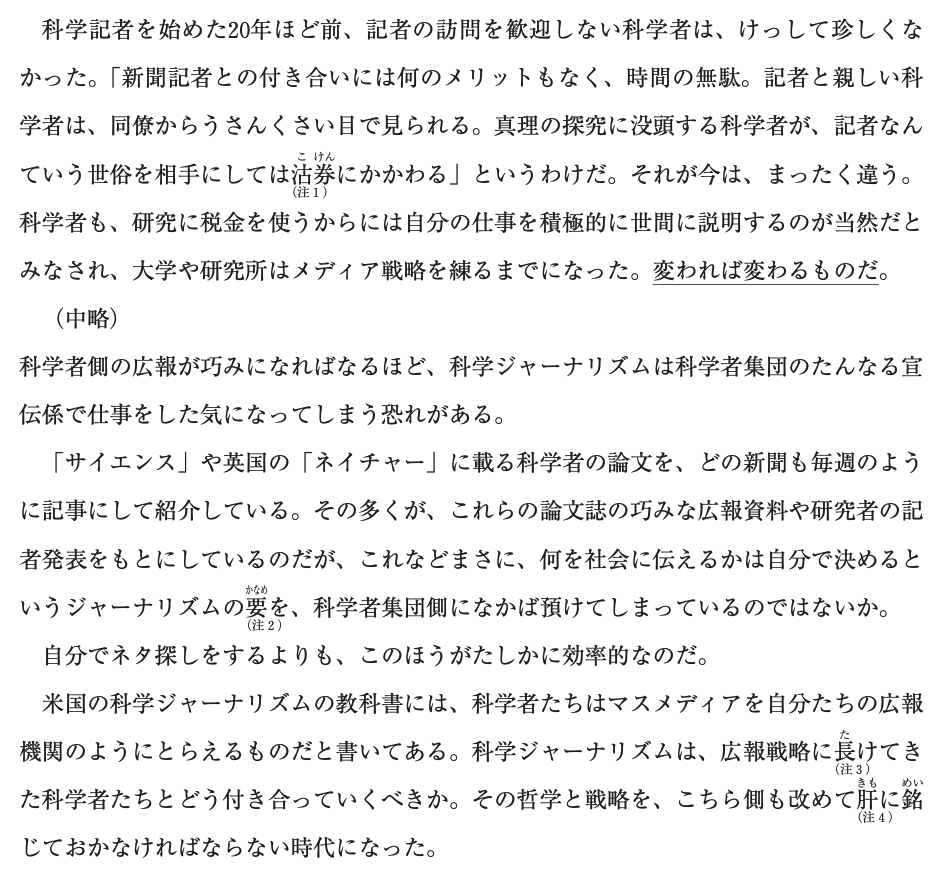 科学記者を始めた20年ほど前、記者の訪問を歓迎しない科学者は、けっして珍しくな
かった。「新聞記者との付き合いには何のメリットもなく、時間の無駄。記者と親しい科
学者は、同僚からうさんくさい目で見られる。真理の探究に没頭する科学者が、記者なん
こ けん
ていう世俗を相手にしては沽券にかかわる」というわけだ。それが今は、まったく違う。
(注1)
科学者も、研究に税金を使うからには自分の仕事を積極的に世間に説明するのが当然だと
みなされ、大学や研究所はメディア戦略を練るまでになった。変われば変わるものだ。
(中略)
科学者側の広報が巧みになればなるほど、科学ジャーナリズムは科学者集団のたんなる宣
伝係で仕事をした気になってしまう恐れがある。
「サイエンス」や英国の「ネイチャー」に載る科学者の論文を、どの新聞も毎週のよう
に記事にして紹介している。その多くが、これらの論文誌の巧みな広報資料や研究者の記
者発表をもとにしているのだが、これなどまさに、何を社会に伝えるかは自分で決めると
かなめ
いうジャーナリズムの要を、科学者集団側になかば預けてしまっているのではないか。
(注2)
自分でネタ探しをするよりも、このほうがたしかに効率的なのだ。
米国の科学ジャーナリズムの教科書には、科学者たちはマスメディアを自分たちの広報
た
機関のようにとらえるものだと書いてある。科学ジャーナリズムは、広報戦略に長けてき
(注3)
きも めい
た科学者たちとどう付き合っていくべきか。その哲学と戦略を、こちら側も改めて肝に銘
(注4)
じておかなければならない時代になった。